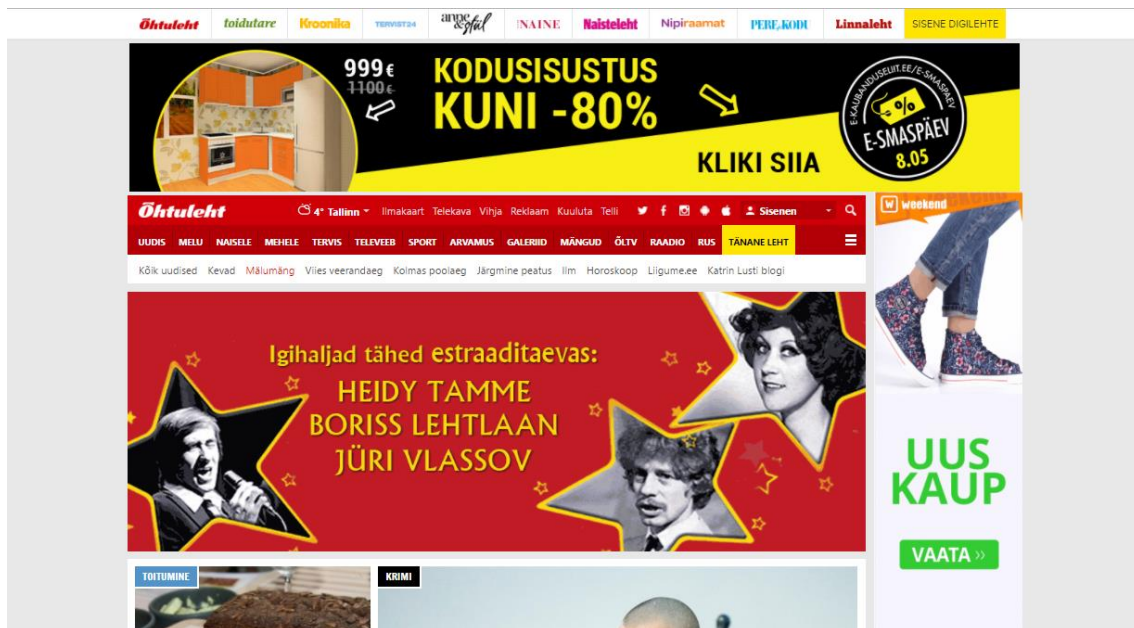 Õhtuleht toidutare Kroonika TERVIST24 anne & stiil NAINE Naisteleht Nipiraamat PERE&KODU Linnaleht SISENE DIGILEHTE
999€
1100€
KODUSISUSTUS
KUNI -80%
KLIKI SIIA
E-KAUBANDUSELIIT.EE/E-SMASPAEV
%
E-SMASPÄEV
8.05
Õhtuleht 4° Tallinn Ilmakaart Telekava Vihja Reklaam Kuuluta Telli Sisenen
UUDIS MELU NAISELE MEHELE TERVIS TELEVEEB SPORT ARVAMUS GALERIID MÄNGUD ÕLTV RAADIO RUS TÄNANE LEHT
Kõik uudised Kevad Mälumäng Viies veerandaeg Kolmas poolaeg Järgmine peatus Ilm Horoskoop Liigume.ee Katrin Lusti blogi
W weekend
Igihaljad tähed estraaditaevas:
HEIDY TAMME
BORISS LEHTLAAN
JÜRI VLASSOV
UUS
KAUP
VAATA »
TOITUMINE
KRIMI